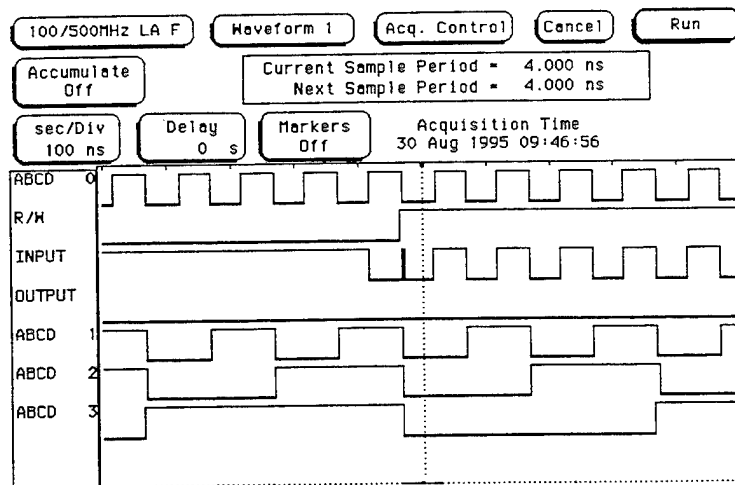 100/500MHz LA F Waveform 1 Acq. Control Cancel Run
Accumulate
Off
Current Sample Period = 4.000 ns
Next Sample Period = 4.000 ns
sec/Div
100 ns
Delay
0 s
Markers
Off
Acquisition Time
30 Aug 1995 09:46:56
ABCD 0
R/W
INPUT
OUTPUT
ABCD 1
ABCD 2
ABCD 3